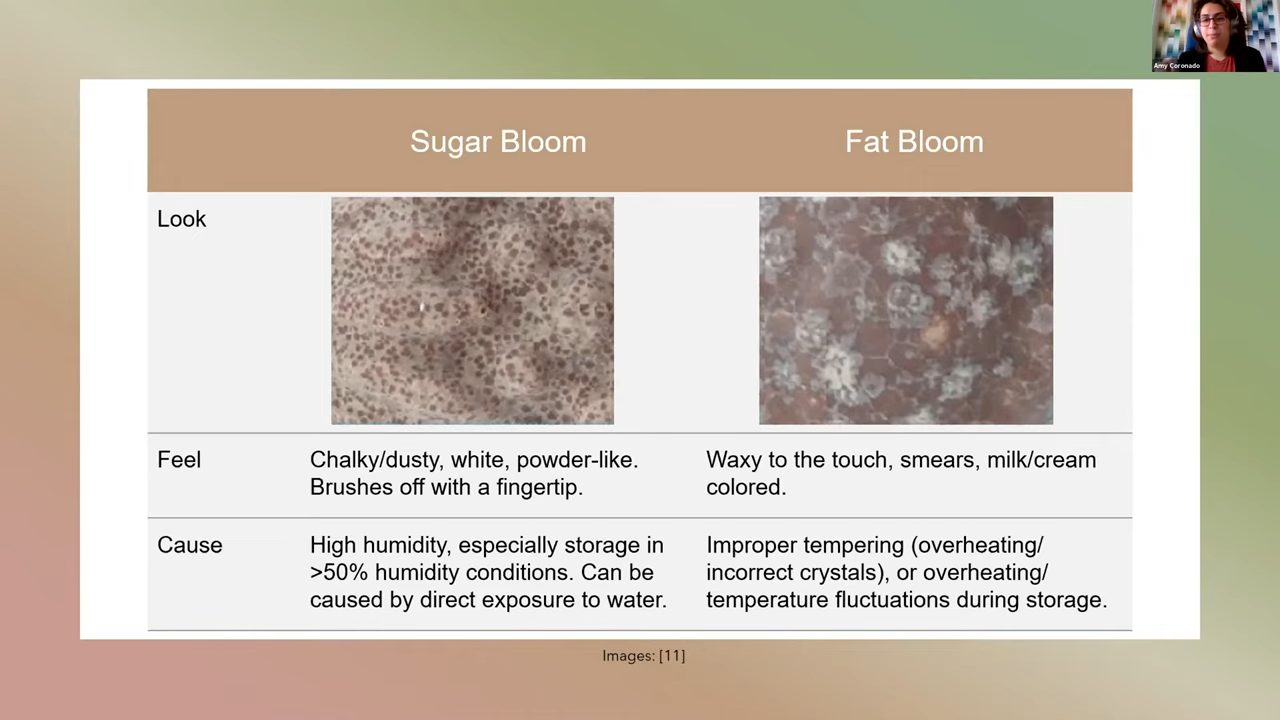 Amy Coronado
Sugar Bloom
Fat Bloom
Look
Feel
Chalky/dusty, white, powder-like.
Brushes off with a fingertip.
Waxy to the touch, smears, milk/cream
colored.
Cause
High humidity, especially storage in
>50% humidity conditions. Can be
caused by direct exposure to water.
Improper tempering (overheating/
incorrect crystals), or overheating/
temperature fluctuations during storage.
Images: [11]